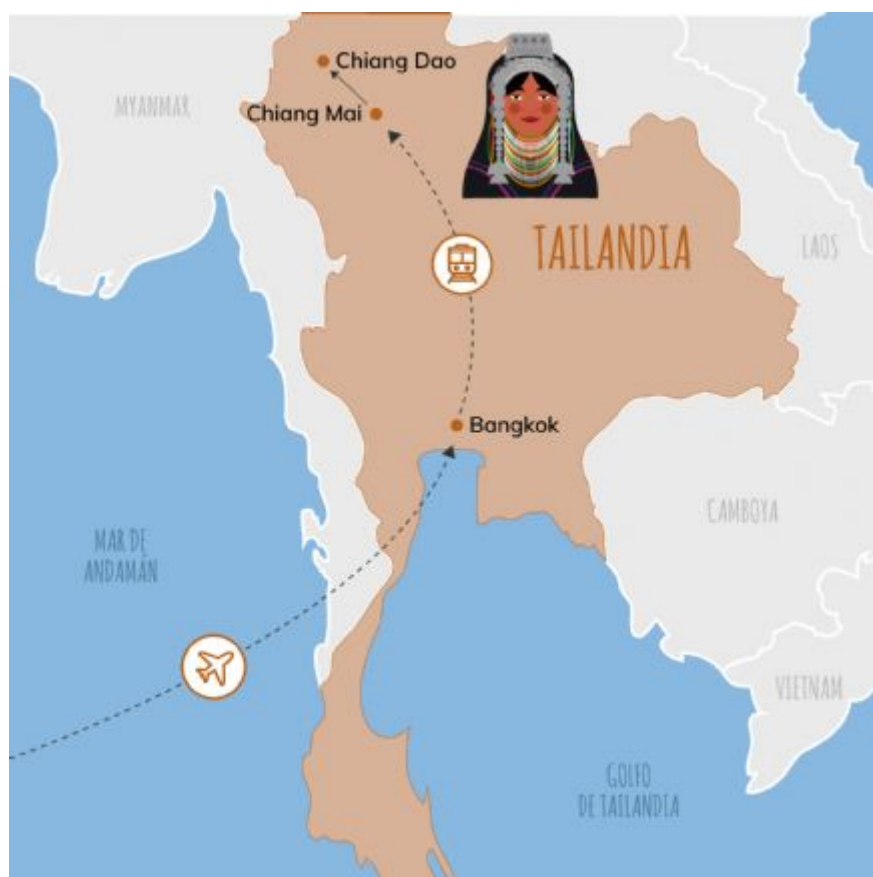 Chiang Dao
MYANMAR
Chiang Mai
TAILANDIA
LAOS
Bangkok
CAMBOYA
MAR DE
ANDAMÁN
VIETNAM
GOLFO
DE TAILANDIA